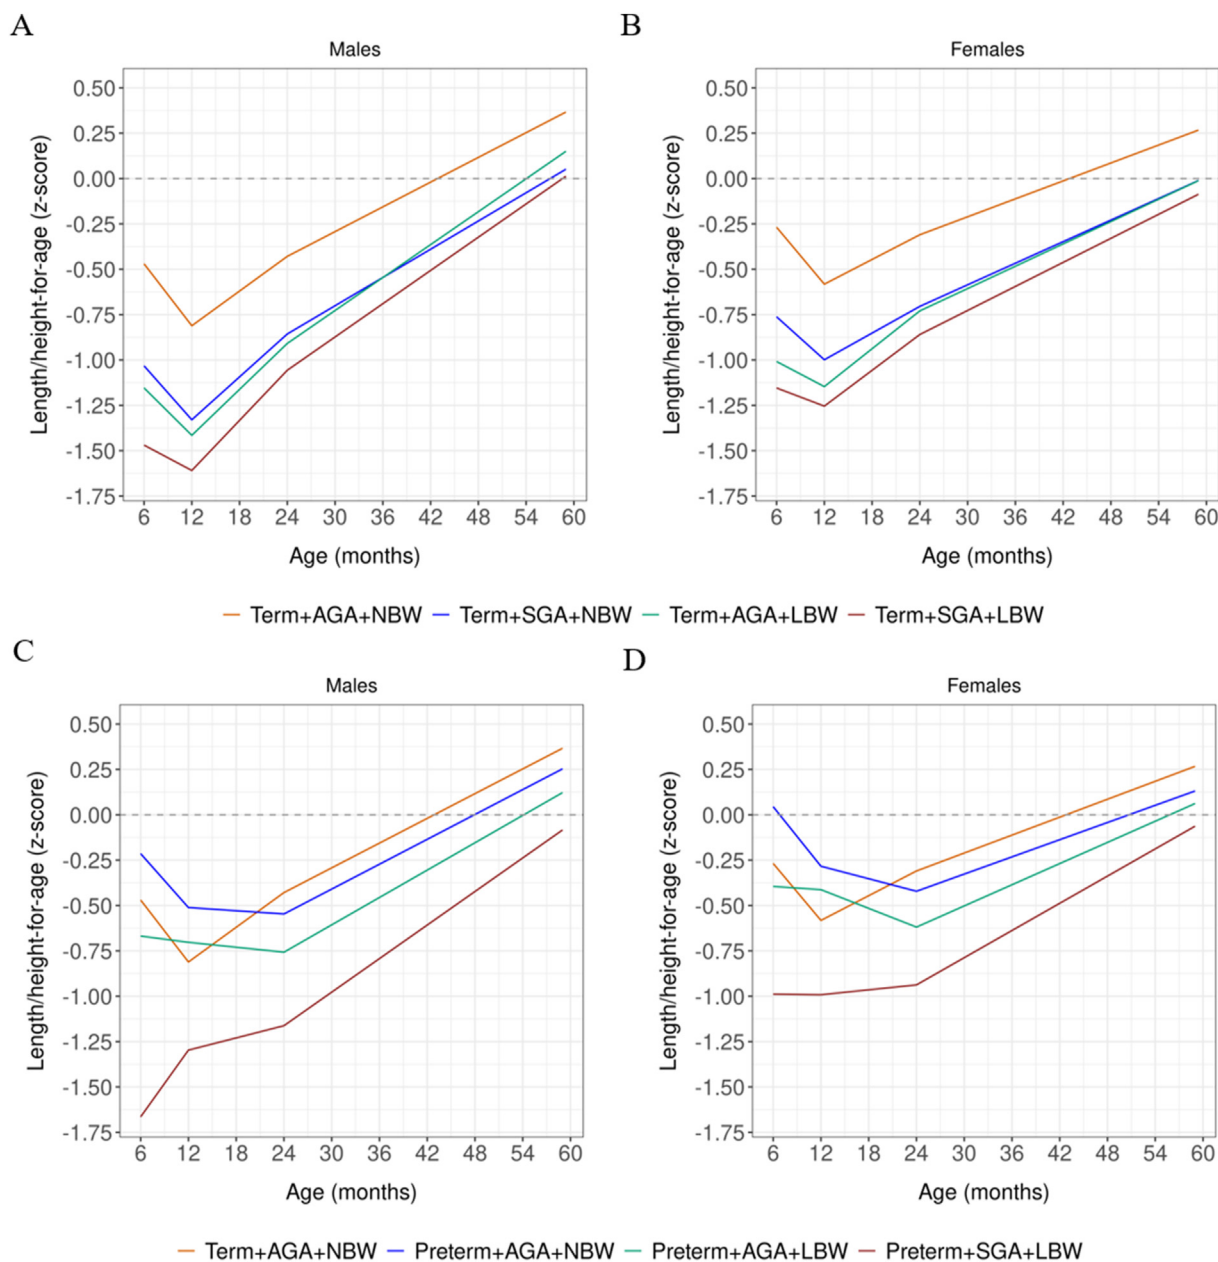 A
Males
0.50
0.25
0.00
-0.25
-0.50
-0.75
-1.00
-1.25
-1.50
-1.75
Length/height-for-age (z-score)
6 12 18 24 30 36 42 48 54 60
Age (months)
B
Females
0.50
0.25
0.00
-0.25
-0.50
-0.75
-1.00
-1.25
-1.50
-1.75
Length/height-for-age (z-score)
6 12 18 24 30 36 42 48 54 60
Age (months)
Term+AGA+NBW Term+SGA+NBW Term+AGA+LBW Term+SGA+LBW
C
Males
0.50
0.25
0.00
-0.25
-0.50
-0.75
-1.00
-1.25
-1.50
-1.75
Length/height-for-age (z-score)
6 12 18 24 30 36 42 48 54 60
Age (months)
D
Females
0.50
0.25
0.00
-0.25
-0.50
-0.75
-1.00
-1.25
-1.50
-1.75
Length/height-for-age (z-score)
6 12 18 24 30 36 42 48 54 60
Age (months)
Term+AGA+NBW Preterm+AGA+NBW Preterm+AGA+LBW Preterm+SGA+LBW